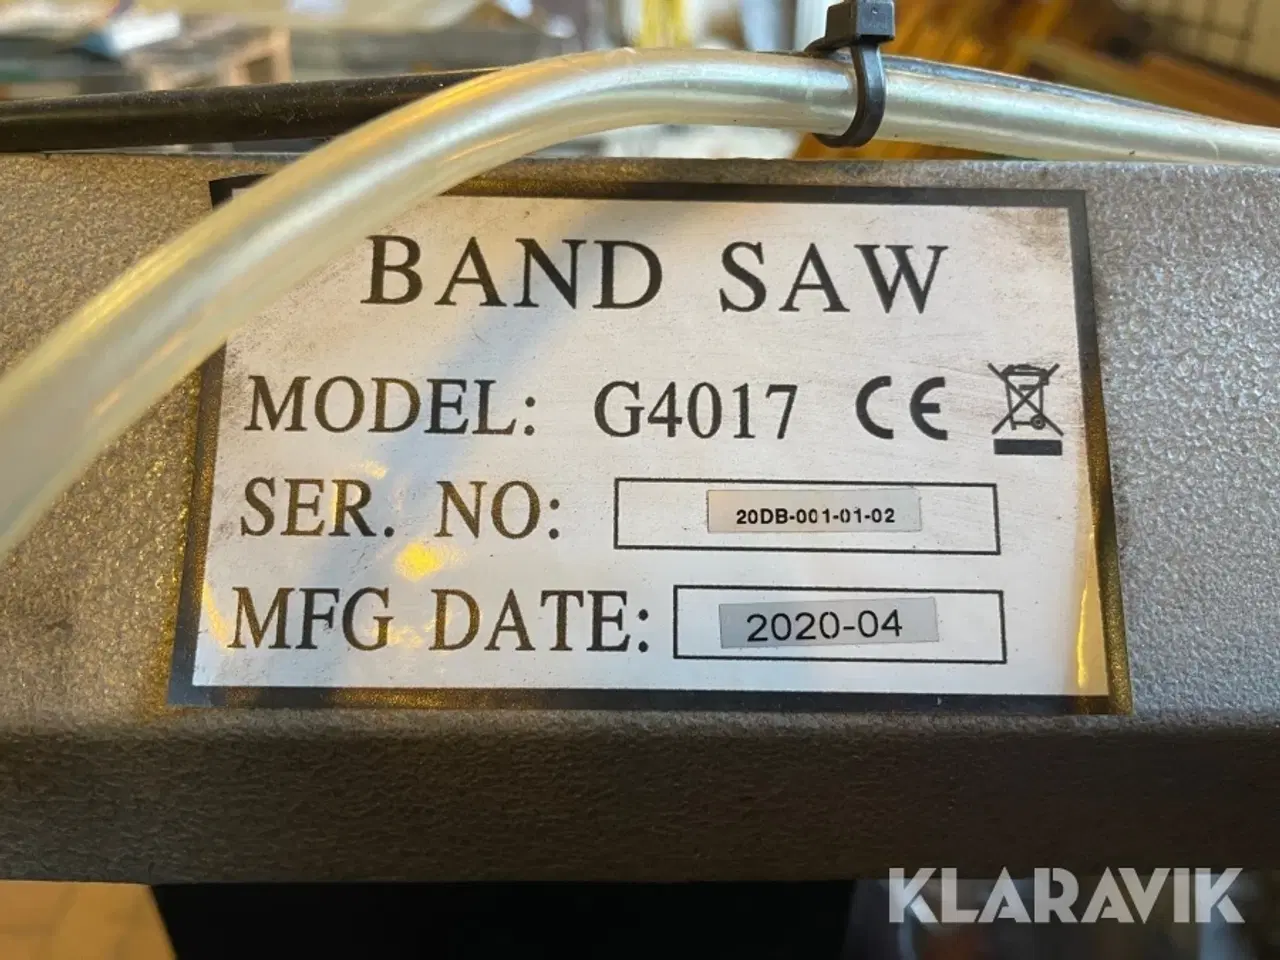 BAND SAW
MODEL: G4017 CE
SER. NO: 20DB-001-01-02
MFG DATE: 2020-04
KLARAVIK